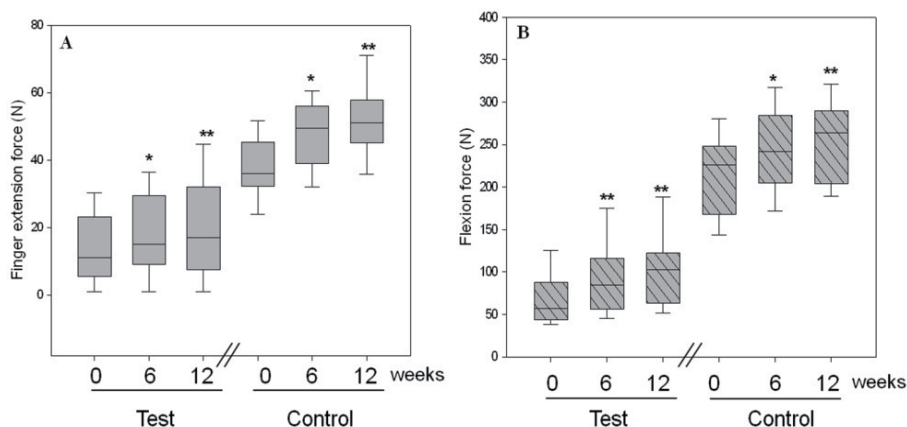 A
Finger extension force (N)
80
60
40
20
0
* ** * **
0 6 12 0 6 12 weeks
Test Control
B
Flexion force (N)
400
350
300
250
200
150
100
50
0
** ** * **
0 6 12 0 6 12 weeks
Test Control